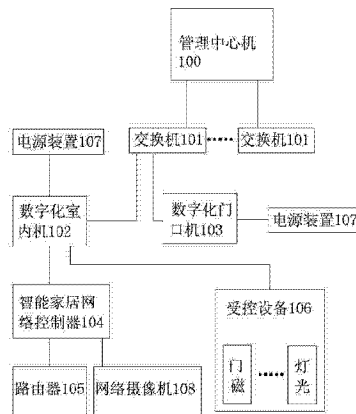 管理中心机
100
电源装置107
交换机101
交换机101
数字化室
内机102
数字化门
口机103
电源装置107
智能家居网
络控制器104
受控设备106
门
磁
灯
光
路由器105
网络摄像机108